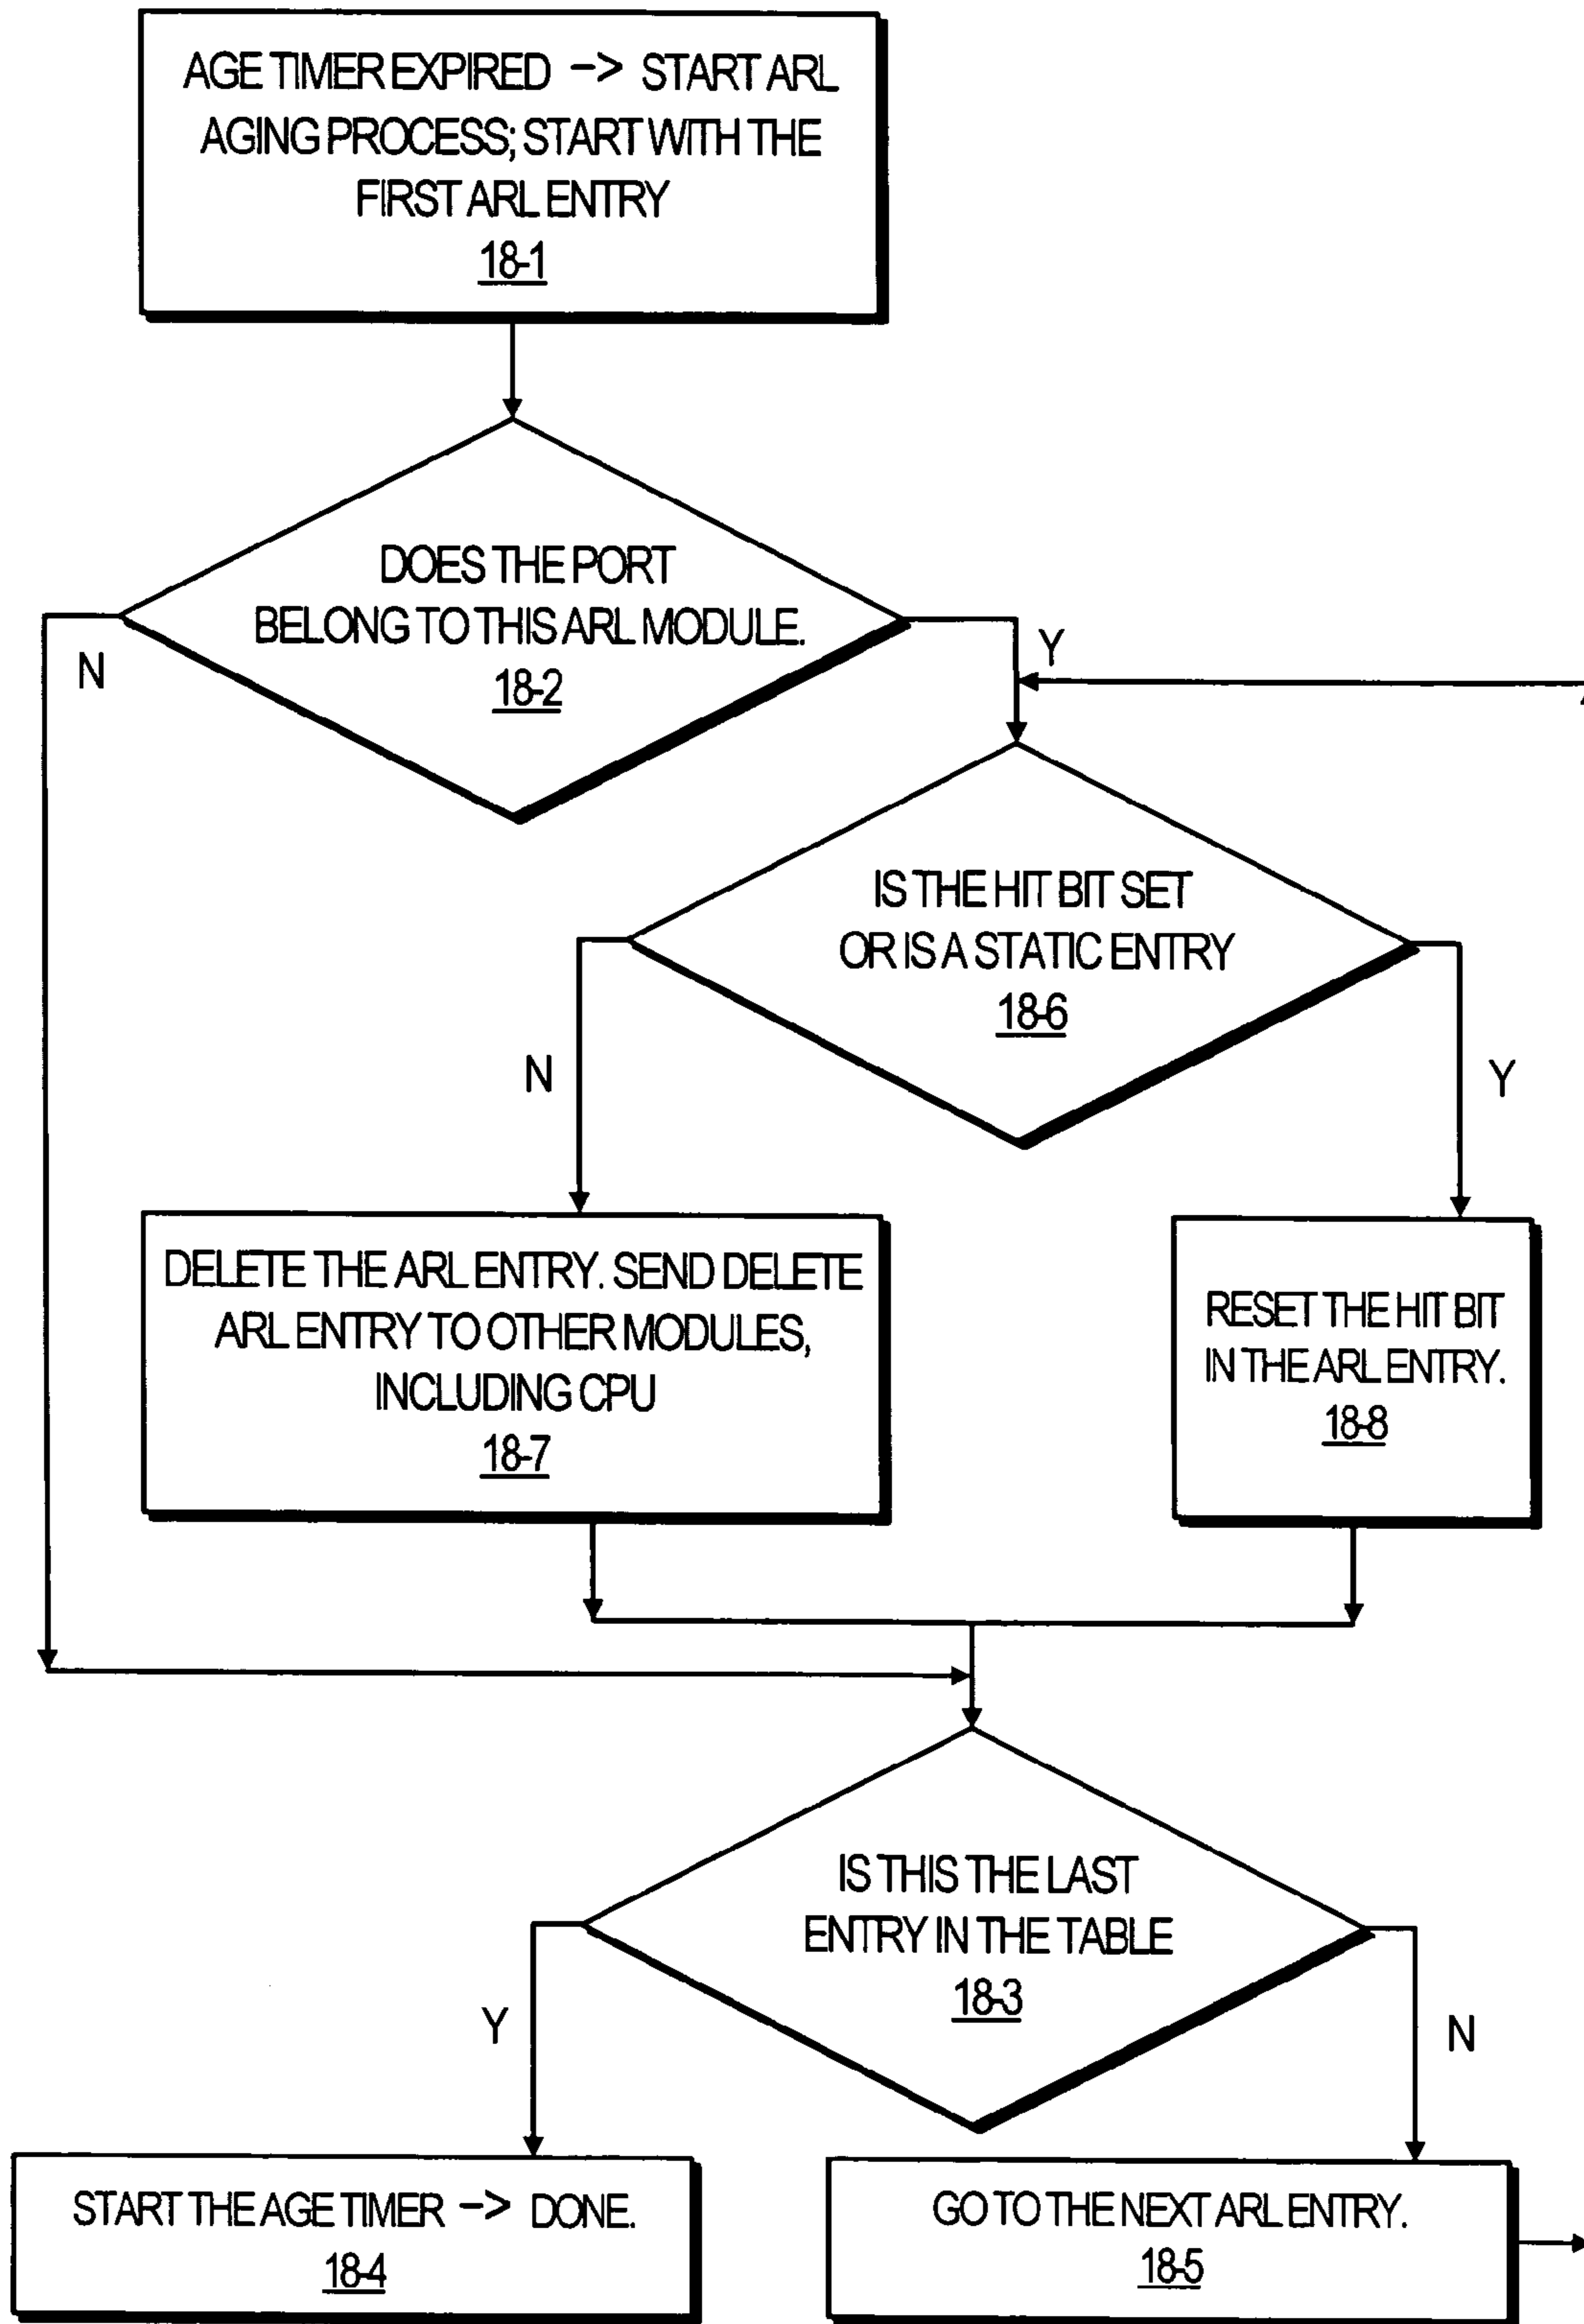 AGE TIMER EXPIRED -> START ARL
AGING PROCESS; START WITH THE
FIRST ARL ENTRY
18-1
DOES THE PORT
BELONG TO THIS ARL MODULE.
18-2
N
Y
IS THE HIT BIT SET
OR IS A STATIC ENTRY
18-6
N
Y
DELETE THE ARL ENTRY. SEND DELETE
ARL ENTRY TO OTHER MODULES,
INCLUDING CPU
18-7
RESET THE HIT BIT
IN THE ARL ENTRY.
18-8
IS THIS THE LAST
ENTRY IN THE TABLE
18-3
Y
N
START THE AGE TIMER -> DONE.
18-4
GO TO THE NEXT ARL ENTRY.
18-5